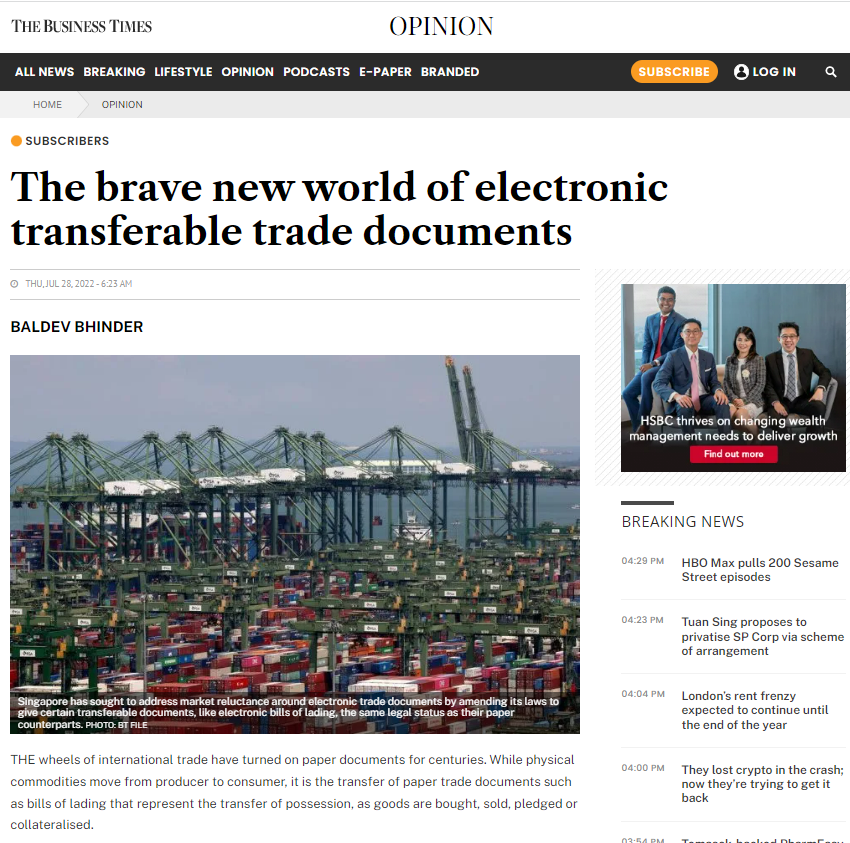 THE BUSINESS TIMES
OPINION
ALL NEWS BREAKING LIFESTYLE OPINION PODCASTS E-PAPER BRANDED
SUBSCRIBE
LOG IN
HOME
OPINION
SUBSCRIBERS
The brave new world of electronic
transferable trade documents
THU, JUL 28, 2022 - 6:23 AM
BALDEV BHINDER
Singapore has sought to address market reluctance around electronic trade documents by amending its laws to
give certain transferable documents, like electronic bills of lading, the same legal status as their paper
counterparts. PHOTO: BT FILE
THE wheels of international trade have turned on paper documents for centuries. While physical
commodities move from producer to consumer, it is the transfer of paper trade documents such
as bills of lading that represent the transfer of possession, as goods are bought, sold, pledged or
collateralised.
HSBC thrives on changing wealth
management needs to deliver growth
Find out more
BREAKING NEWS
04:29 PM HBO Max pulls 200 Sesame
Street episodes
04:23 PM Tuan Sing proposes to
privatise SP Corp via scheme
of arrangement
04:04 PM London's rent frenzy
expected to continue until
the end of the year
04:00 PM They lost crypto in the crash;
now they're trying to get it
back